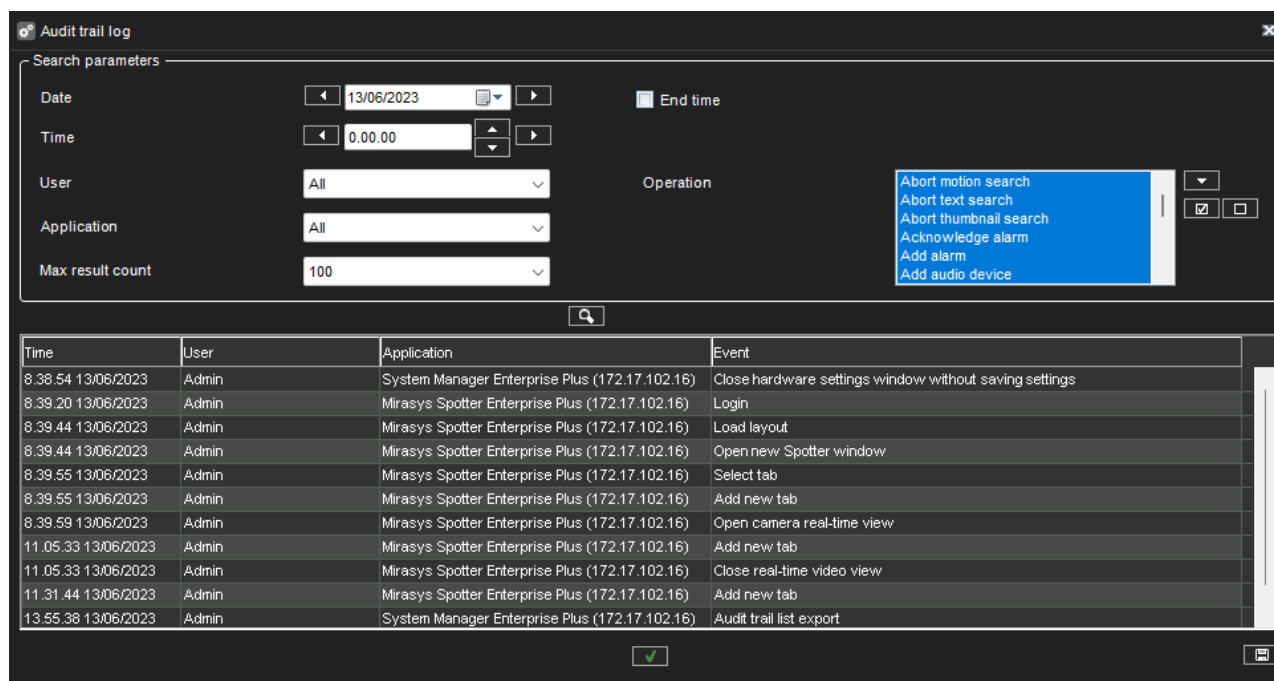 Audit trail log
Search parameters
Date 13/06/2023 End time
Time 0.00.00
User All Operation Abort motion search
Abort text search
Abort thumbnail search
Application All Acknowledge alarm
Add alarm
Max result count 100 Add audio device
Time User Application Event
8.38.54 13/06/2023 Admin System Manager Enterprise Plus (172.17.102.16) Close hardware settings window without saving settings
8.39.20 13/06/2023 Admin Mirasys Spotter Enterprise Plus (172.17.102.16) Login
8.39.44 13/06/2023 Admin Mirasys Spotter Enterprise Plus (172.17.102.16) Load layout
8.39.44 13/06/2023 Admin Mirasys Spotter Enterprise Plus (172.17.102.16) Open new Spotter window
8.39.55 13/06/2023 Admin Mirasys Spotter Enterprise Plus (172.17.102.16) Select tab
8.39.55 13/06/2023 Admin Mirasys Spotter Enterprise Plus (172.17.102.16) Add new tab
8.39.59 13/06/2023 Admin Mirasys Spotter Enterprise Plus (172.17.102.16) Open camera real-time view
11.05.33 13/06/2023 Admin Mirasys Spotter Enterprise Plus (172.17.102.16) Add new tab
11.05.33 13/06/2023 Admin Mirasys Spotter Enterprise Plus (172.17.102.16) Close real-time video view
11.31.44 13/06/2023 Admin Mirasys Spotter Enterprise Plus (172.17.102.16) Add new tab
13.55.38 13/06/2023 Admin System Manager Enterprise Plus (172.17.102.16) Audit trail list export